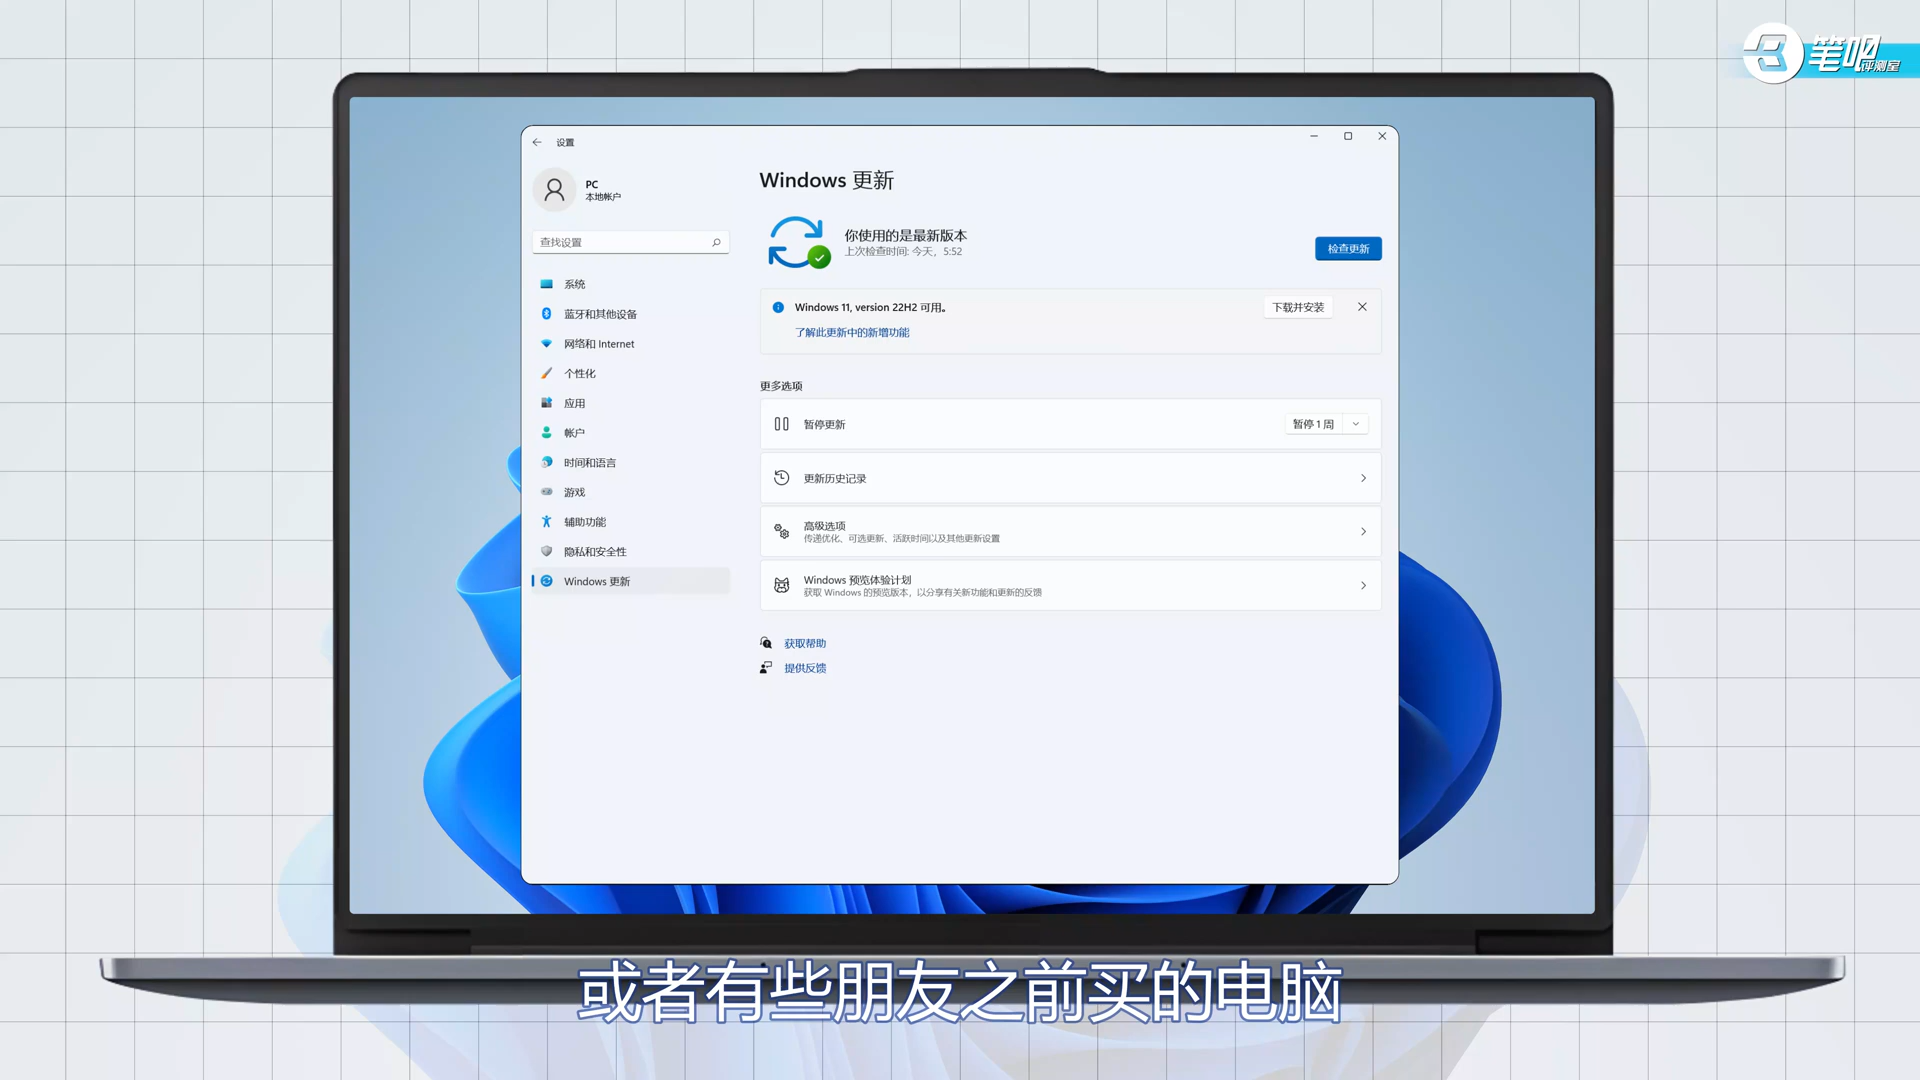 笔吧
评测室
设置
PC
本地帐户
查找设置
系统
蓝牙和其他设备
网络和 Internet
个性化
应用
帐户
时间和语言
游戏
辅助功能
隐私和安全性
Windows 更新
Windows 更新
你使用的是最新版本
上次检查时间: 今天，5:52
检查更新
Windows 11, version 22H2 可用。
下载并安装
了解此更新中的新增功能
更多选项
暂停更新
暂停 1 周
更新历史记录
高级选项
传递优化、可选更新、活跃时间以及其他更新设置
Windows 预览体验计划
获取 Windows 的预览版本，以分享有关新功能和更新的反馈
获取帮助
提供反馈
或者有些朋友之前买的电脑